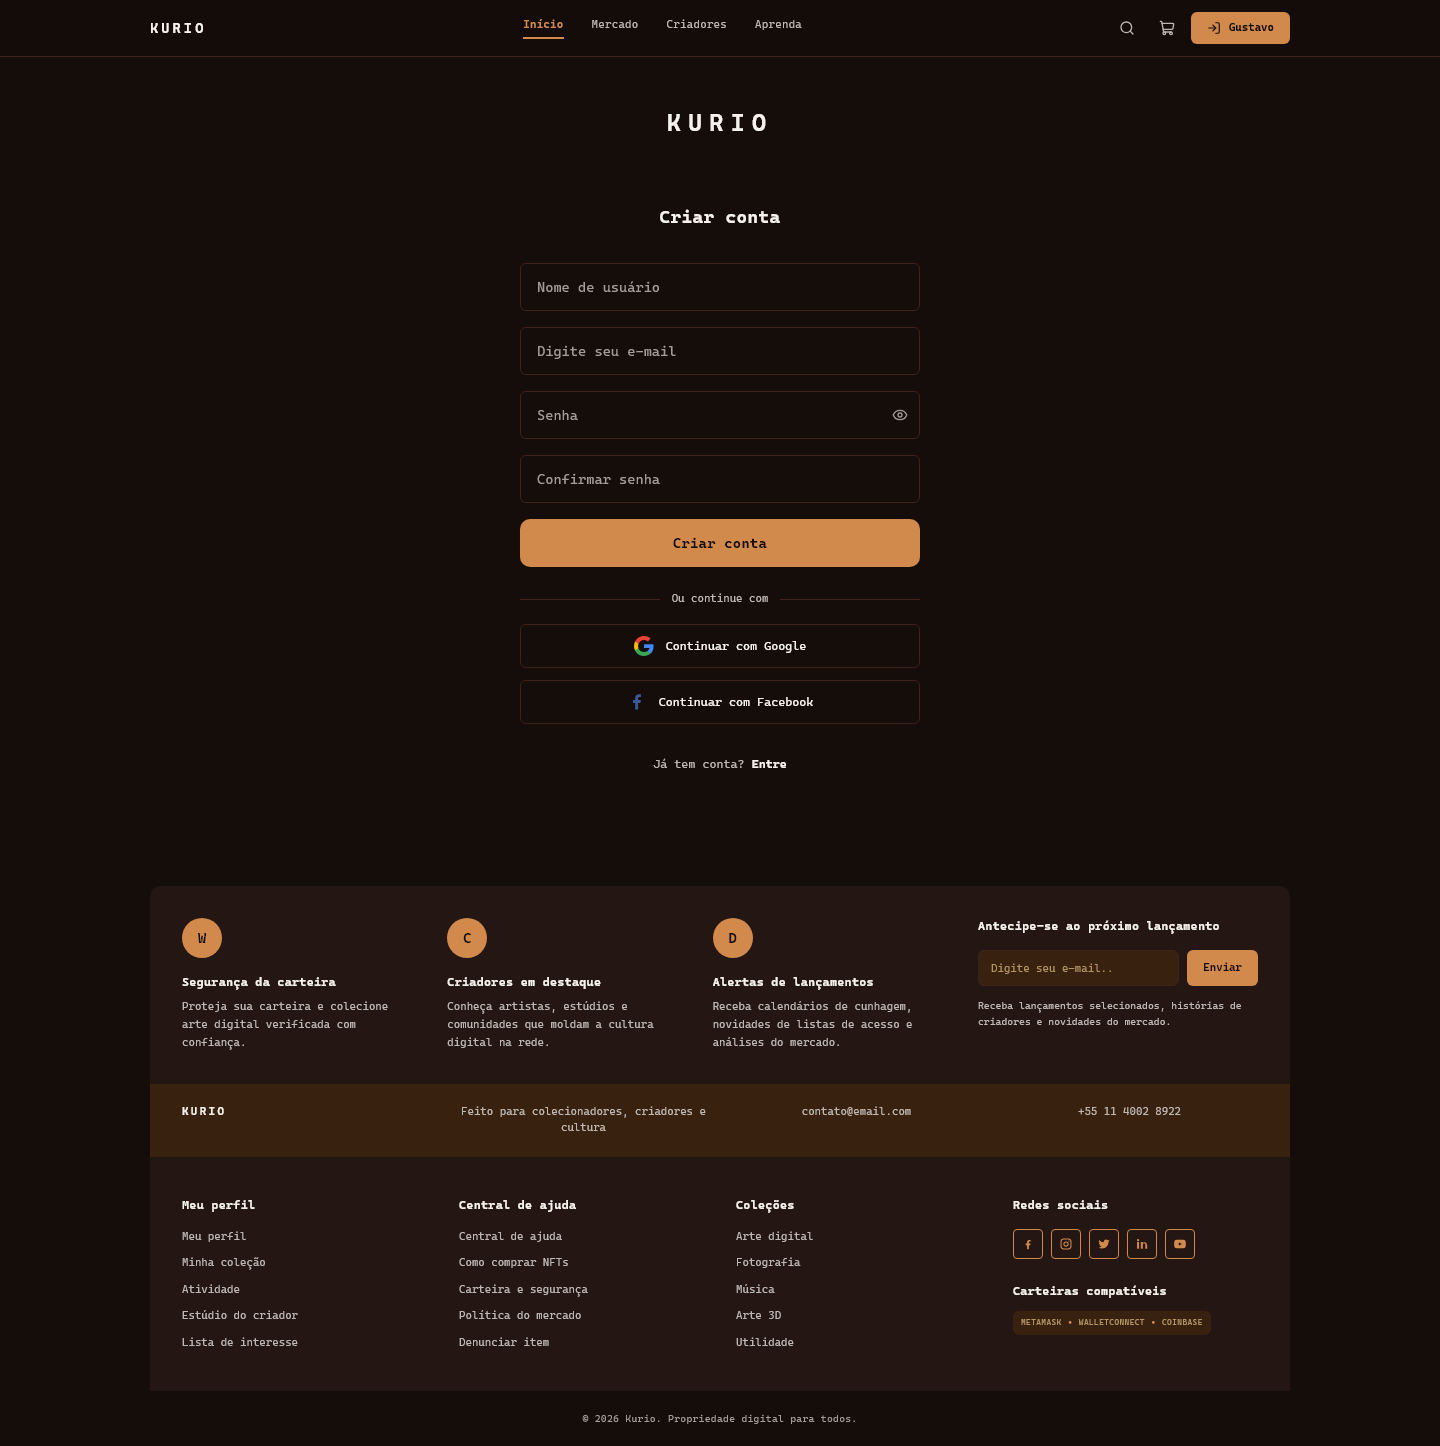 KURIO
Início
Mercado
Criadores
Aprenda
Gustavo
KURIO
Criar conta
Nome de usuário
Digite seu e-mail
Senha
Confirmar senha
Criar conta
Ou continue com
Continuar com Google
Continuar com Facebook
Já tem conta? Entre
W
Segurança da carteira
Proteja sua carteira e colecione
arte digital verificada com
confiança.
C
Criadores em destaque
Conheça artistas, estúdios e
comunidades que moldam a cultura
digital na rede.
D
Alertas de lançamentos
Receba calendários de cunhagem,
novidades de listas de acesso e
análises do mercado.
Antecipe-se ao próximo lançamento
Digite seu e-mail..
Enviar
Receba lançamentos selecionados, histórias de
criadores e novidades do mercado.
KURIO
Feito para colecionadores, criadores e
cultura
contato@email.com
+55 11 4002 8922
Meu perfil
Meu perfil
Minha coleção
Atividade
Estúdio do criador
Lista de interesse
Central de ajuda
Central de ajuda
Como comprar NFTs
Carteira e segurança
Política do mercado
Denunciar item
Coleções
Arte digital
Fotografia
Música
Arte 3D
Utilidade
Redes sociais
Carteiras compatíveis
METAMASK • WALLETCONNECT • COINBASE
© 2026 Kurio. Propriedade digital para todos.